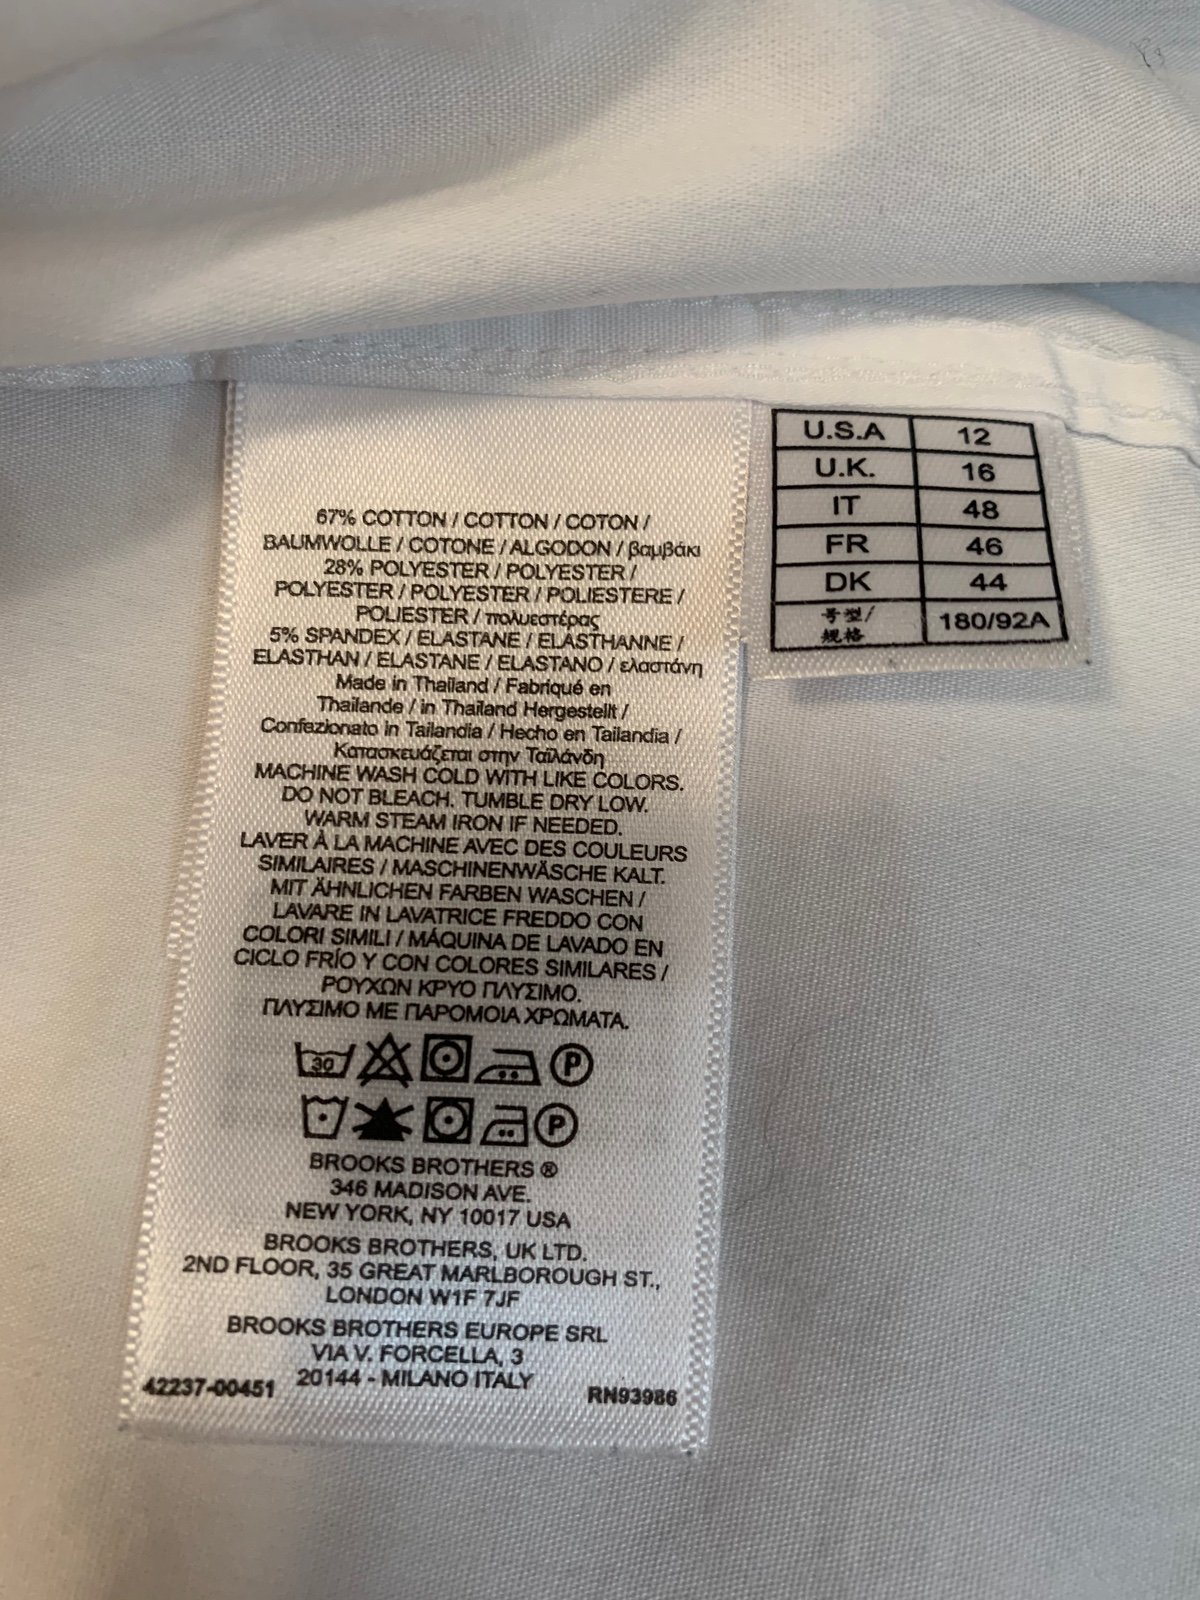 67% COTTON / COTTON / COTON /
BAUMWOLLE / COTONE / ALGODON / βαμβάκι
28% POLYESTER / POLYESTER /
POLYESTER / POLYESTER / POLIESTERE /
POLIESTER / πολυεστέρας
5% SPANDEX / ELASTANE / ELASTHANNE /
ELASTHAN / ELASTANE / ELASTANO / ελαστάνη
Made in Thailand / Fabriqué en
Thailande / in Thailand Hergestellt /
Confezionato in Tailandia / Hecho en Tailandia /
Κατασκευάζεται στην Ταϊλάνδη
MACHINE WASH COLD WITH LIKE COLORS.
DO NOT BLEACH. TUMBLE DRY LOW.
WARM STEAM IRON IF NEEDED.
LAVER À LA MACHINE AVEC DES COULEURS
SIMILAIRES / MASCHINENWÄSCHE KALT.
MIT ÄHNLICHEN FARBEN WASCHEN /
LAVARE IN LAVATRICE FREDDO CON
COLORI SIMILI / MÁQUINA DE LAVADO EN
CICLO FRÍO Y CON COLORES SIMILARES /
ΡΟΥΧΩΝ ΚΡΥΟ ΠΛΥΣΙΜΟ.
ΠΛΥΣΙΜΟ ΜΕ ΠΑΡΟΜΟΙΑ ΧΡΩΜΑΤΑ.
30 P
P
BROOKS BROTHERS ®
346 MADISON AVE.
NEW YORK, NY 10017 USA
BROOKS BROTHERS, UK LTD.
2ND FLOOR, 35 GREAT MARLBOROUGH ST.,
LONDON W1F 7JF
BROOKS BROTHERS EUROPE SRL
VIA V. FORCELLA, 3
20144 - MILANO ITALY
42237-00451 RN93986
U.S.A 12
U.K. 16
IT 48
FR 46
DK 44
号型/
规格 180/92A